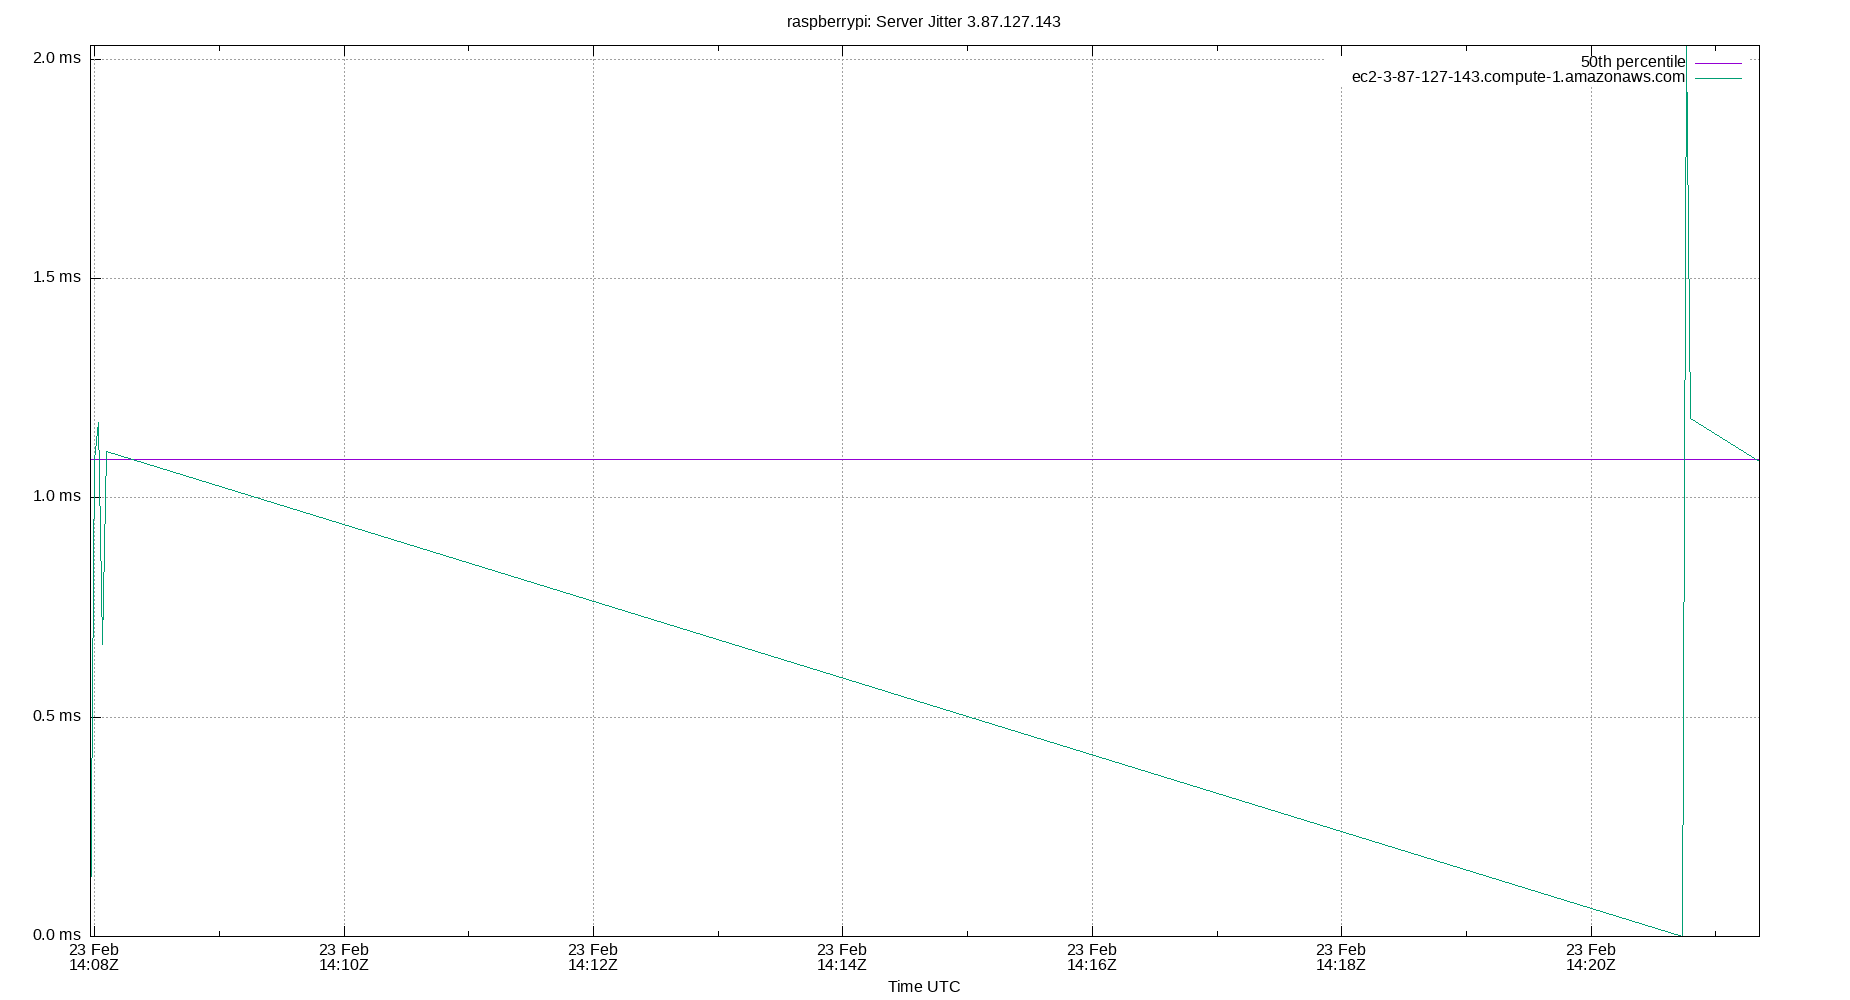 raspberrypi: Server Jitter 3.87.127.143
2.0 ms
50th percentile
ec2-3-87-127-143.compute-1.amazonaws.com
1.5 ms
1.0 ms
0.5 ms
0.0 ms
23 Feb 23 Feb 23 Feb 23 Feb 23 Feb 23 Feb 23 Feb
14:08Z 14:10Z 14:12Z 14:14Z 14:16Z 14:18Z 14:20Z
Time UTC